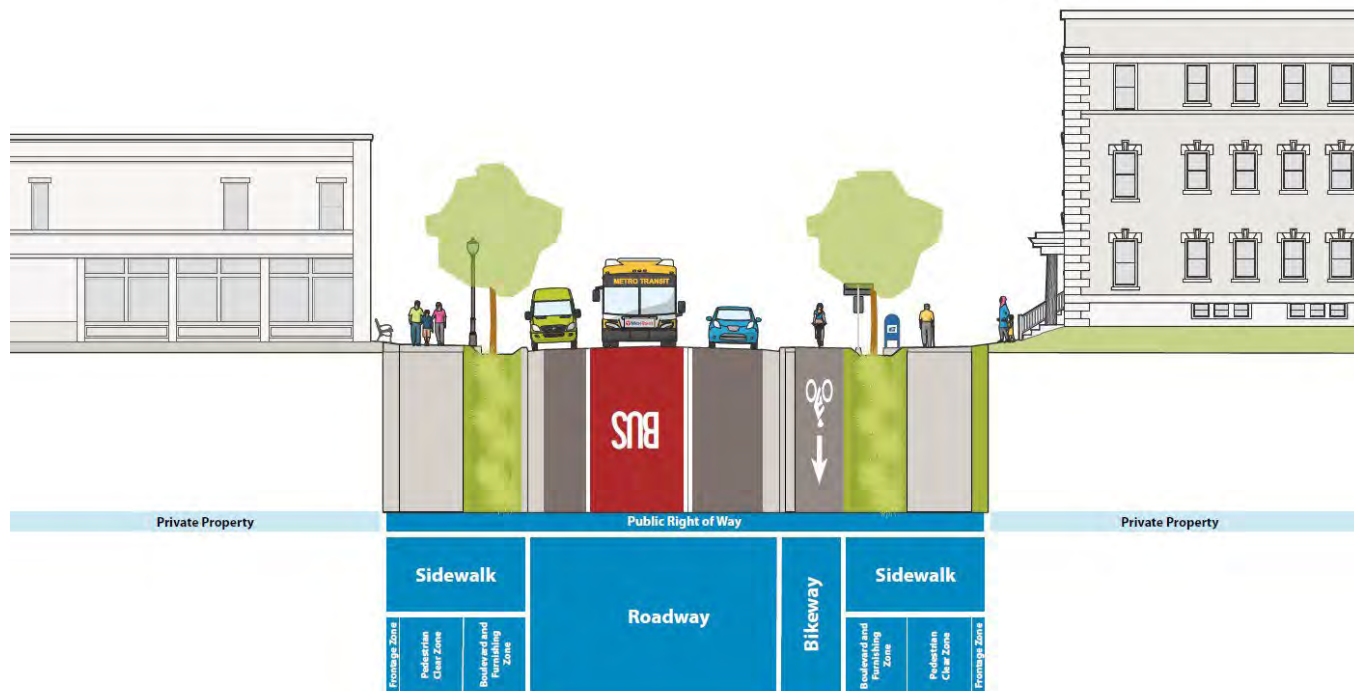 METRO TRANSIT
BUS
Private Property
Public Right of Way
Private Property
Sidewalk
Roadway
Bikeway
Sidewalk
Frontage Zone
Pedestrian
Clear Zone
Boulevard and
Furnishing
Zone
Boulevard and
Furnishing
Zone
Pedestrian
Clear Zone
Frontage Zone